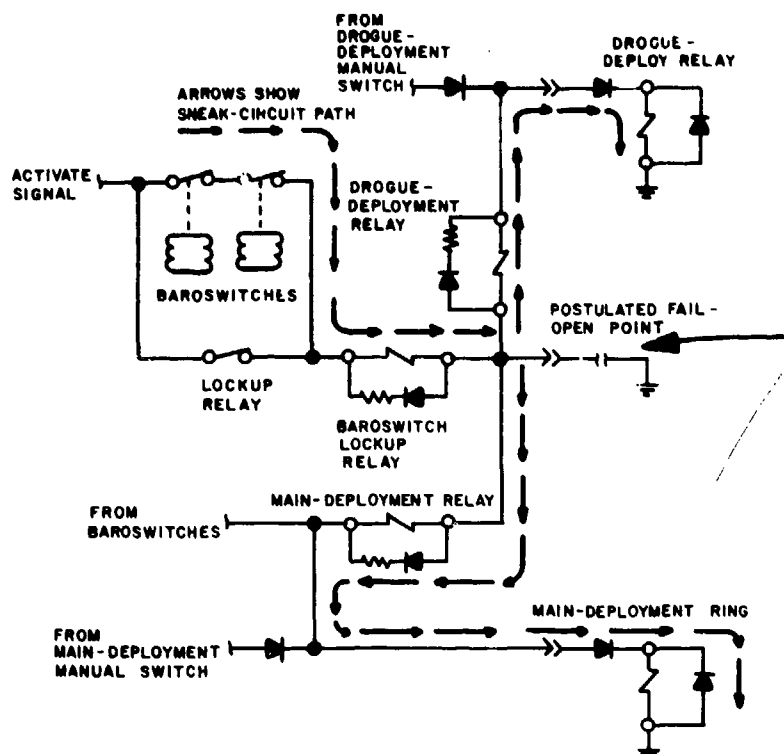 FROM
DROGUE-
DEPLOYMENT
MANUAL
SWITCH
DROGUE-
DEPLOY RELAY
ARROWS SHOW
SNEAK-CIRCUIT PATH
ACTIVATE
SIGNAL
DROGUE-
DEPLOYMENT
RELAY
BAROSWITCHES
POSTULATED FAIL-
OPEN POINT
LOCKUP
RELAY
BAROSWITCH
LOCKUP
RELAY
MAIN-DEPLOYMENT RELAY
FROM
BAROSWITCHES
MAIN-DEPLOYMENT RING
FROM
MAIN-DEPLOYMENT
MANUAL SWITCH